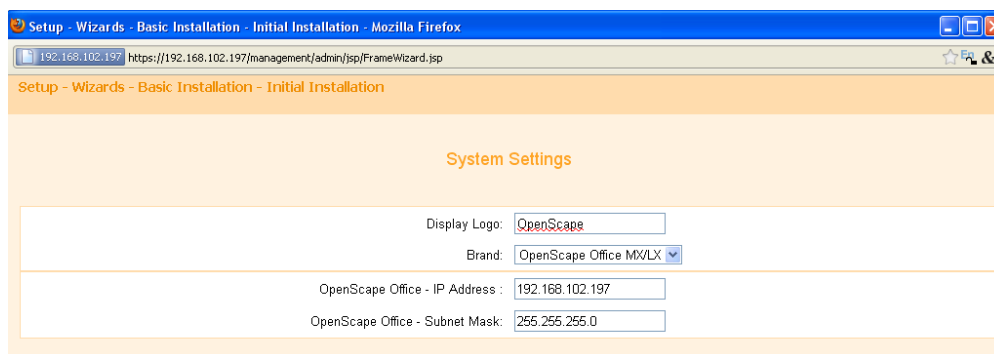 Setup - Wizards - Basic Installation - Initial Installation - Mozilla Firefox
192.168.102.197 https://192.168.102.197/management/admin/jsp/FrameWizard.jsp
Setup - Wizards - Basic Installation - Initial Installation
System Settings
Display Logo: OpenScape
Brand: OpenScape Office MX/LX
OpenScape Office - IP Address : 192.168.102.197
OpenScape Office - Subnet Mask: 255.255.255.0